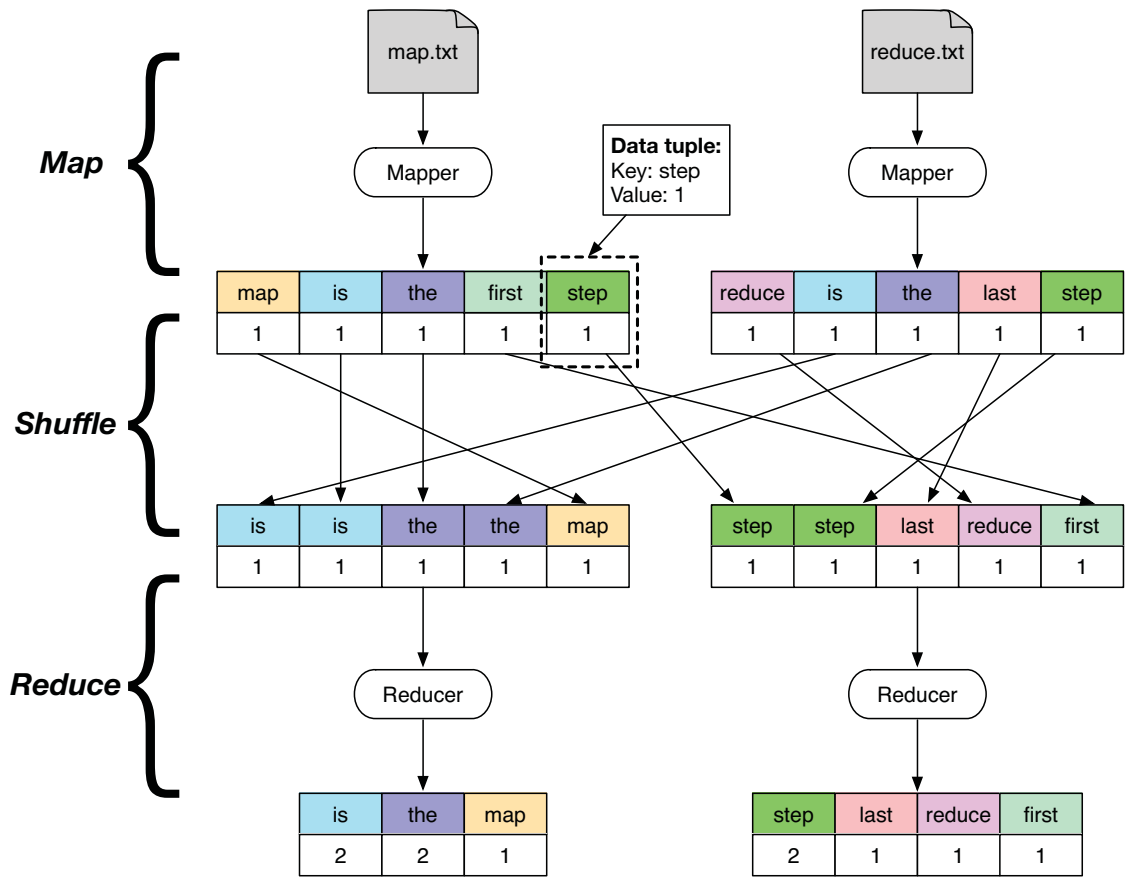 map.txt
reduce.txt
Map
Mapper
Data tuple:
Key: step
Value: 1
Mapper
map is the first step
1 1 1 1 1
reduce is the last step
1 1 1 1 1
Shuffle
is is the the map
1 1 1 1 1
step step last reduce first
1 1 1 1 1
Reduce
Reducer
Reducer
is the map
2 2 1
step last reduce first
2 1 1 1